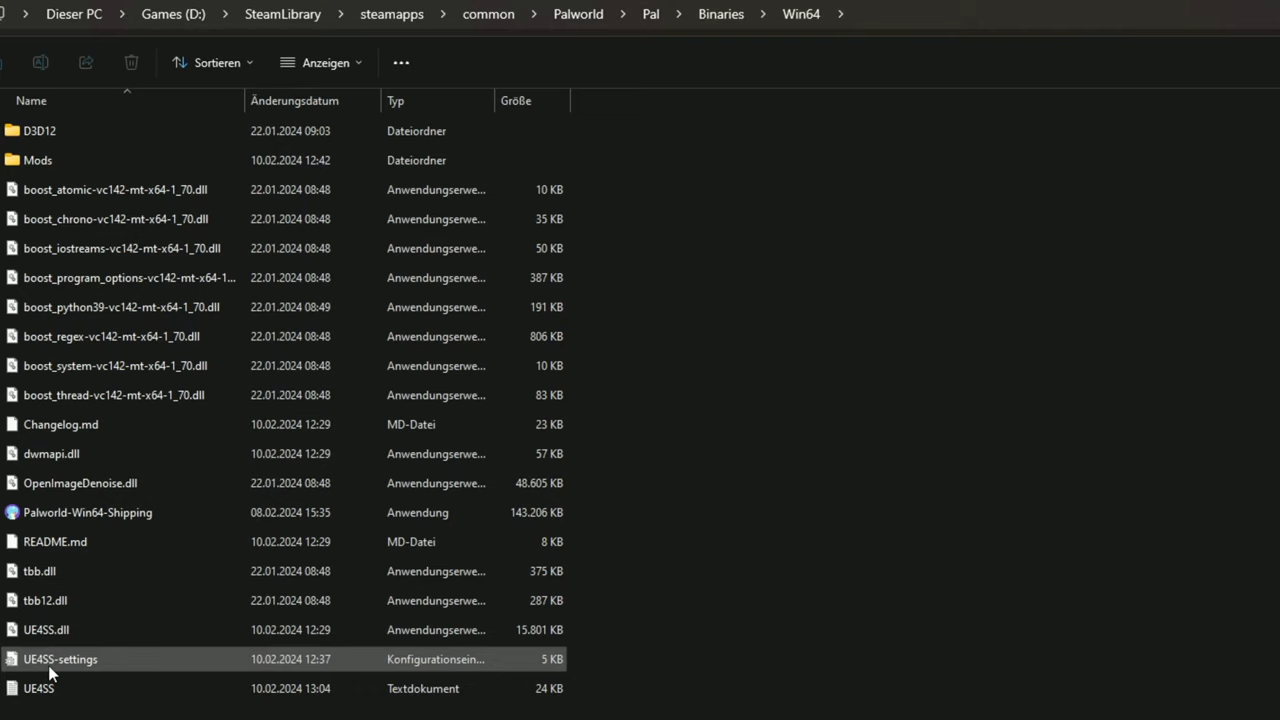 Dieser PC > Games (D:) > SteamLibrary > steamapps > common > Palworld > Pal > Binaries > Win64 >
Sortieren Anzeigen ...
Name Änderungsdatum Typ Größe
D3D12 22.01.2024 09:03 Dateiordner
Mods 10.02.2024 12:42 Dateiordner
boost_atomic-vc142-mt-x64-1_70.dll 22.01.2024 08:48 Anwendungserwe... 10 KB
boost_chrono-vc142-mt-x64-1_70.dll 22.01.2024 08:48 Anwendungserwe... 35 KB
boost_iostreams-vc142-mt-x64-1_70.dll 22.01.2024 08:48 Anwendungserwe... 50 KB
boost_program_options-vc142-mt-x64-1... 22.01.2024 08:48 Anwendungserwe... 387 KB
boost_python39-vc142-mt-x64-1_70.dll 22.01.2024 08:49 Anwendungserwe... 191 KB
boost_regex-vc142-mt-x64-1_70.dll 22.01.2024 08:48 Anwendungserwe... 806 KB
boost_system-vc142-mt-x64-1_70.dll 22.01.2024 08:48 Anwendungserwe... 10 KB
boost_thread-vc142-mt-x64-1_70.dll 22.01.2024 08:48 Anwendungserwe... 83 KB
Changelog.md 10.02.2024 12:29 MD-Datei 23 KB
dwmapi.dll 10.02.2024 12:29 Anwendungserwe... 57 KB
OpenImageDenoise.dll 22.01.2024 08:48 Anwendungserwe... 48.605 KB
Palworld-Win64-Shipping 08.02.2024 15:35 Anwendung 143.206 KB
README.md 10.02.2024 12:29 MD-Datei 8 KB
tbb.dll 22.01.2024 08:48 Anwendungserwe... 375 KB
tbb12.dll 22.01.2024 08:48 Anwendungserwe... 287 KB
UE4SS.dll 10.02.2024 12:29 Anwendungserwe... 15.801 KB
UE4SS-settings 10.02.2024 12:37 Konfigurationsein... 5 KB
UE4SS 10.02.2024 13:04 Textdokument 24 KB